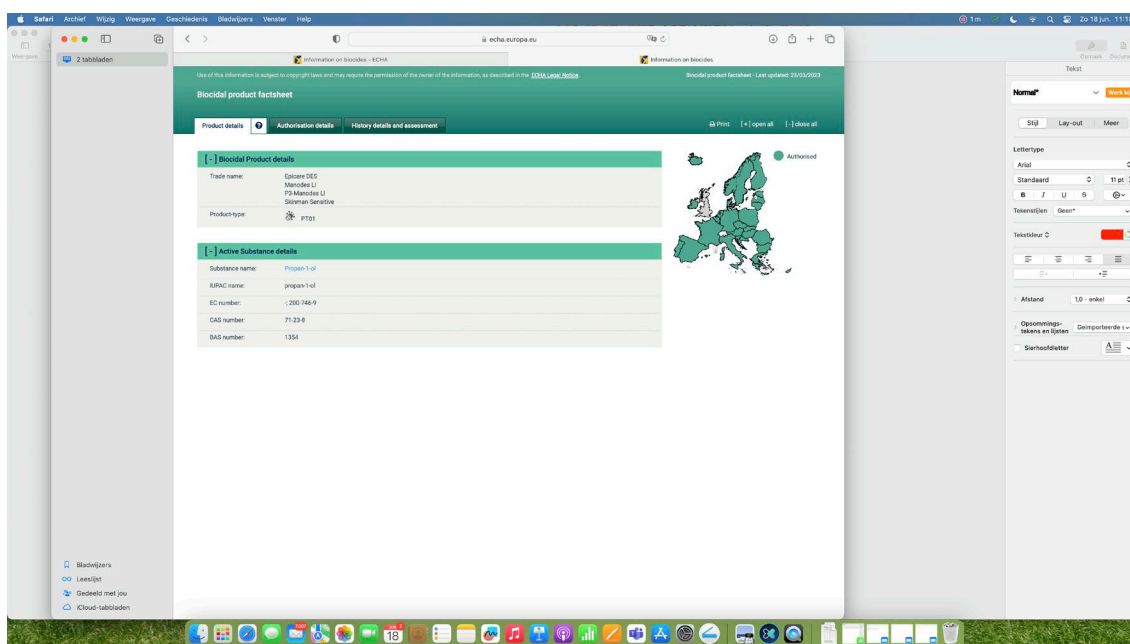 Safari Archief Wijzig Weergave Geschiedenis Bladwijzers Venster Help
1 m
Zo 18 jun. 11:1
Weergave
2 tabbladen
echa.europa.eu
Information on biocides – ECHA
Information on biocides
Use of this information is subject to copyright laws and may require the permission of the owner of the information, as described in the ECHA Legal Notice.
Biocidal product factsheet - Last updated: 23/03/2023
Biocidal product factsheet
Product details
Authorisation details
History details and assessment
Print [+] open all [-] close all
[-] Biocidal Product details
Trade name:
Epicare DES
Manodes LI
P3-Manodes LI
Skinman Sensitive
Product-type:
PT01
Authorised
[-] Active Substance details
Substance name: Propan-1-ol
IUPAC name: propan-1-ol
EC number: 200-746-9
CAS number: 71-23-8
BAS number: 1354
Bladwijzers
Leeslijst
Gedeeld met jou
iCloud-tabbladen
Opmaak
Tekst
Normal*
Stijl Lay-out Meer
Lettertype
Arial
Standaard 11 pt
B I U S
Tekenstijlen Geen*
Tekstkleur
Afstand 1,0 - enkel
Opsommings-
tekens en lijsten
Sierhoofdletter
18